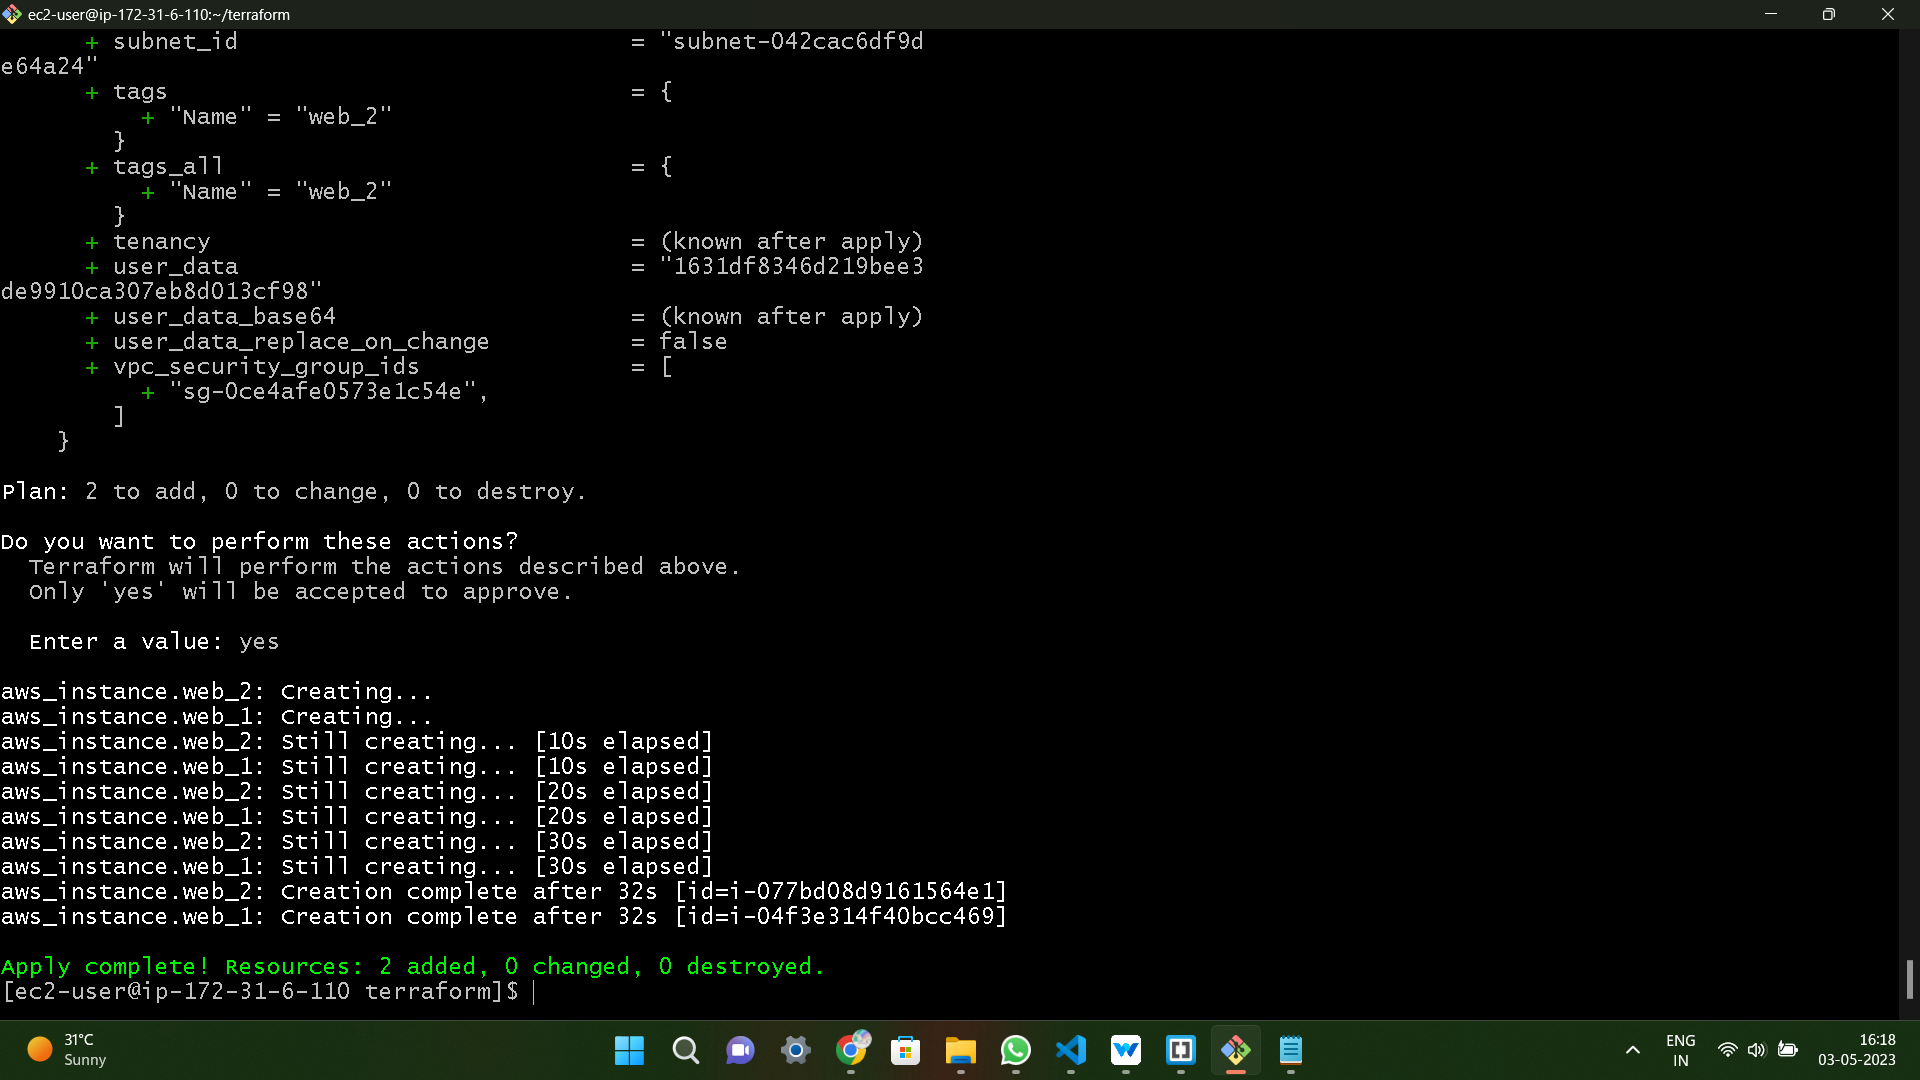 ec2-user@ip-172-31-6-110:~/terraform
+ subnet_id = "subnet-042cac6df9d
e64a24"
+ tags = {
+ "Name" = "web_2"
}
+ tags_all = {
+ "Name" = "web_2"
}
+ tenancy = (known after apply)
+ user_data = "1631df8346d219bee3
de9910ca307eb8d013cf98"
+ user_data_base64 = (known after apply)
+ user_data_replace_on_change = false
+ vpc_security_group_ids = [
+ "sg-0ce4afe0573e1c54e",
]
}
Plan: 2 to add, 0 to change, 0 to destroy.
Do you want to perform these actions?
Terraform will perform the actions described above.
Only 'yes' will be accepted to approve.
Enter a value: yes
aws_instance.web_2: Creating...
aws_instance.web_1: Creating...
aws_instance.web_2: Still creating... [10s elapsed]
aws_instance.web_1: Still creating... [10s elapsed]
aws_instance.web_2: Still creating... [20s elapsed]
aws_instance.web_1: Still creating... [20s elapsed]
aws_instance.web_2: Still creating... [30s elapsed]
aws_instance.web_1: Still creating... [30s elapsed]
aws_instance.web_2: Creation complete after 32s [id=i-077bd08d9161564e1]
aws_instance.web_1: Creation complete after 32s [id=i-04f3e314f40bcc469]
Apply complete! Resources: 2 added, 0 changed, 0 destroyed.
[ec2-user@ip-172-31-6-110 terraform]$
31°C
Sunny
ENG
IN
16:18
03-05-2023